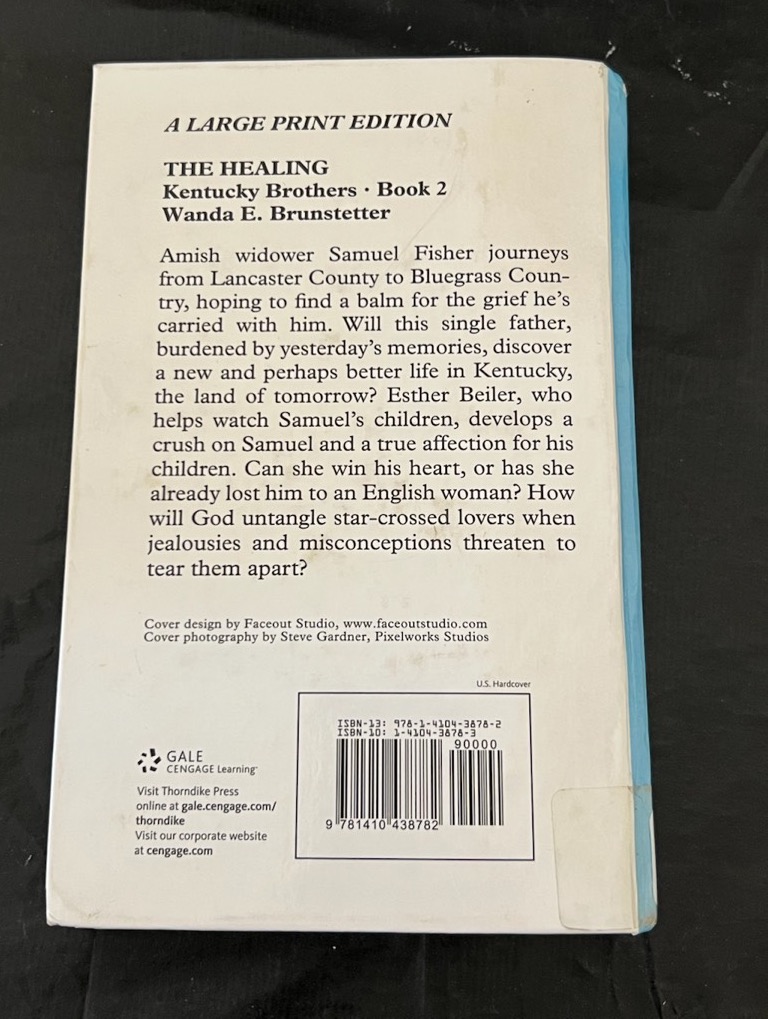 A LARGE PRINT EDITION
THE HEALING
Kentucky Brothers · Book 2
Wanda E. Brunstetter
Amish widower Samuel Fisher journeys
from Lancaster County to Bluegrass Coun-
try, hoping to find a balm for the grief he's
carried with him. Will this single father,
burdened by yesterday's memories, discover
a new and perhaps better life in Kentucky,
the land of tomorrow? Esther Beiler, who
helps watch Samuel's children, develops a
crush on Samuel and a true affection for his
children. Can she win his heart, or has she
already lost him to an English woman? How
will God untangle star-crossed lovers when
jealousies and misconceptions threaten to
tear them apart?
Cover design by Faceout Studio, www.faceoutstudio.com
Cover photography by Steve Gardner, Pixelworks Studios
U.S. Hardcover
ISBN-13: 978-1-4104-3878-2
ISBN-10: 1-4104-3878-3
90000
9 781410 438782
GALE
CENGAGE Learning™
Visit Thorndike Press
online at gale.cengage.com/
thorndike
Visit our corporate website
at cengage.com